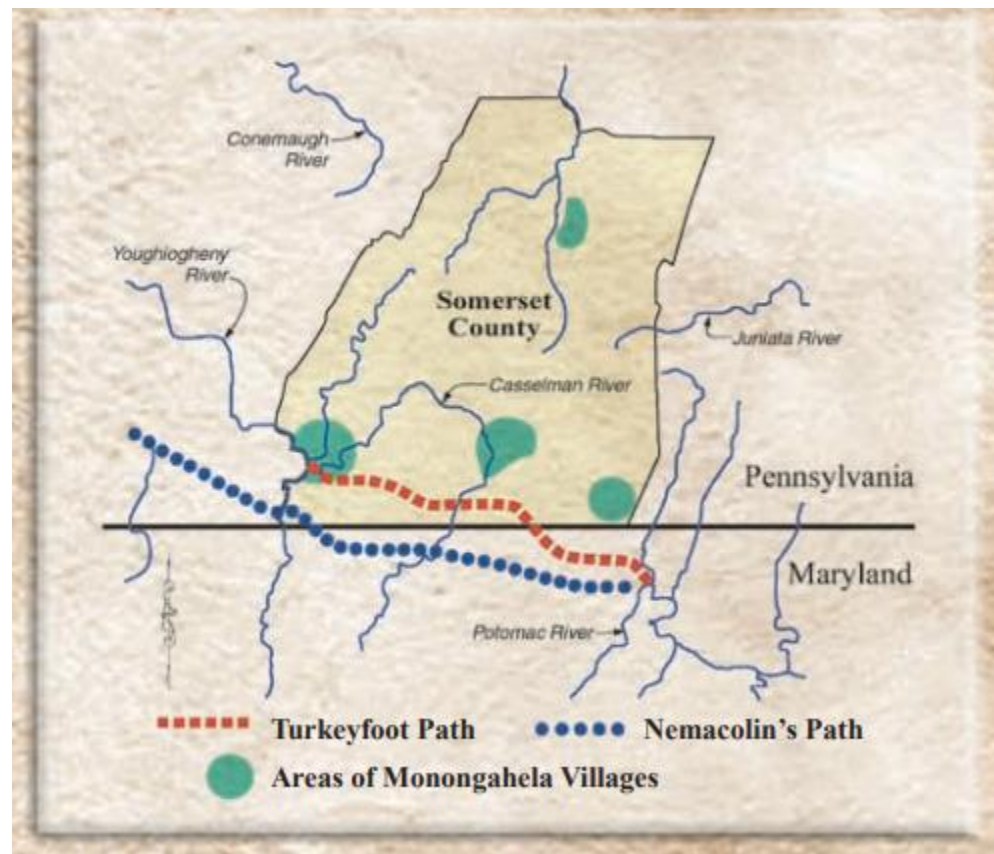 Conemaugh
River
Youghiogheny
River
Somerset
County
Juniata River
Casselman River
Pennsylvania
Maryland
Potomac River
Turkeyfoot Path
Nemacolin's Path
Areas of Monongahela Villages